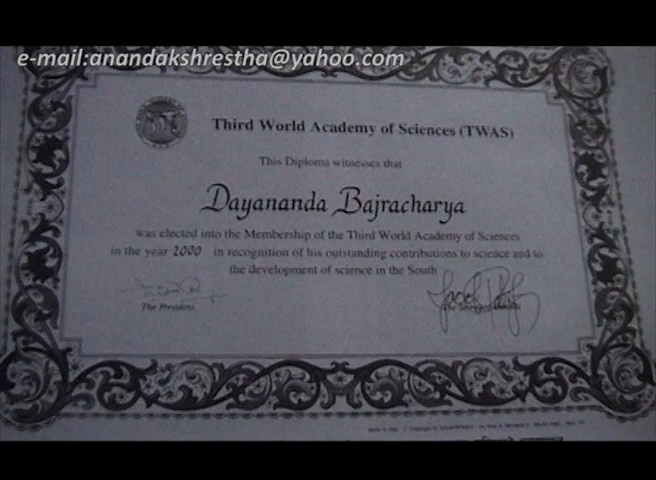 e-mail:anandakshrestha@yahoo.com
Third World Academy of Sciences (TWAS)
This Diploma witnesses that
Dayananda Bajracharya
was elected into the Membership of the Third World Academy of Sciences
in the year 2000 in recognition of his outstanding contributions to science and to
the development of science in the South
The President
The